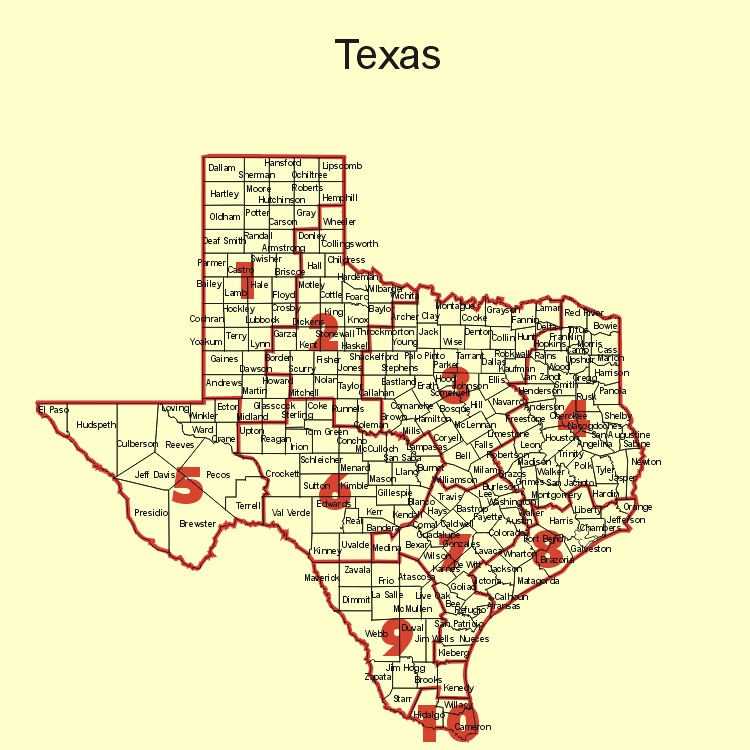 Texas
Dallam Hansford Lipscomb
Sherman Ochiltree
Hartley Moore Roberts Hemphill
Hutchinson
Oldham Potter Gray
Carson Wheeler
Deaf Smith Randall Donley
Armstrong Collingsworth
Parmer Castro Swisher Hall Childress
1 Briscoe
Hardeman
Bailey Lamb Hale Motley Wilbarger
Floyd Cottle Foard Wichita
Hockley Crosby King Baylo Montague Grayson Lamar Red River
Cochran Lubbock Dickens Knox Archer Clay Cooke Fannin Delta Bowie
2
Yoakum Terry Garza Stonewall Throckmorton Jack Denton Collin Hunt Hopkins Franklin Titus
Lynn Kent Haskel Young Wise Camp Morris Cass
Gaines Borden Fisher Shackelford Palo Pinto Tarrant Dallas Rockwall Rains Upshur Marion
Dawson Scurry Jones Stephens Parker Kaufman Wood Harrison
Andrews Howard Nolan Taylor Eastland Erath Hood Johnson Ellis Van Zandt Smith Gregg
3
Martin Mitchell Callahan Somervell Henderson Rusk Panola
El Paso Loving Ector Glasscock Coke Runnels Comanche Bosque Hill Navarro Anderson Cherokee Shelby
4
Winkler Midland Sterling Coleman Brown Hamilton Freestone Nacogdoches
Hudspeth Ward Upton Tom Green Mills McLennan Limestone Houston San Augustine
Culberson Reeves Crane Reagan Irion Concho McCulloch Lampasas Coryell Falls Leon Angelina Sabine
San Saba Bell Robertson Trinity
Schleicher Menard Burnet Milam Madison Walker Polk Tyler Newton
Jeff Davis Pecos Crockett Mason Llano Williamson Brazos Grimes San Jacinto Jasper
5 6
Sutton Kimble Gillespie Burleson Montgomery Hardin
Presidio Terrell Edwards Blanco Travis Lee Washington Liberty Orange
Brewster Val Verde Real Kerr Kendall Hays Bastrop Waller Harris Jefferson
Bandera Comal Caldwell Fayette Austin Chambers
Guadalupe Colorado Fort Bend
Kinney Uvalde Medina Bexar Gonzales Lavaca Wharton Galveston
7 8
Wilson De Witt Brazoria
Maverick Zavala Frio Atascosa Karnes Jackson
Goliad Victoria Matagorda
Dimmit La Salle Live Oak Bee Calhoun
McMullen Refugio Aransas
Webb Duval San Patricio
9
Jim Wells Nueces
Kleberg
Jim Hogg
Zapata Brooks Kenedy
Starr Willacy
Hidalgo
10
Cameron